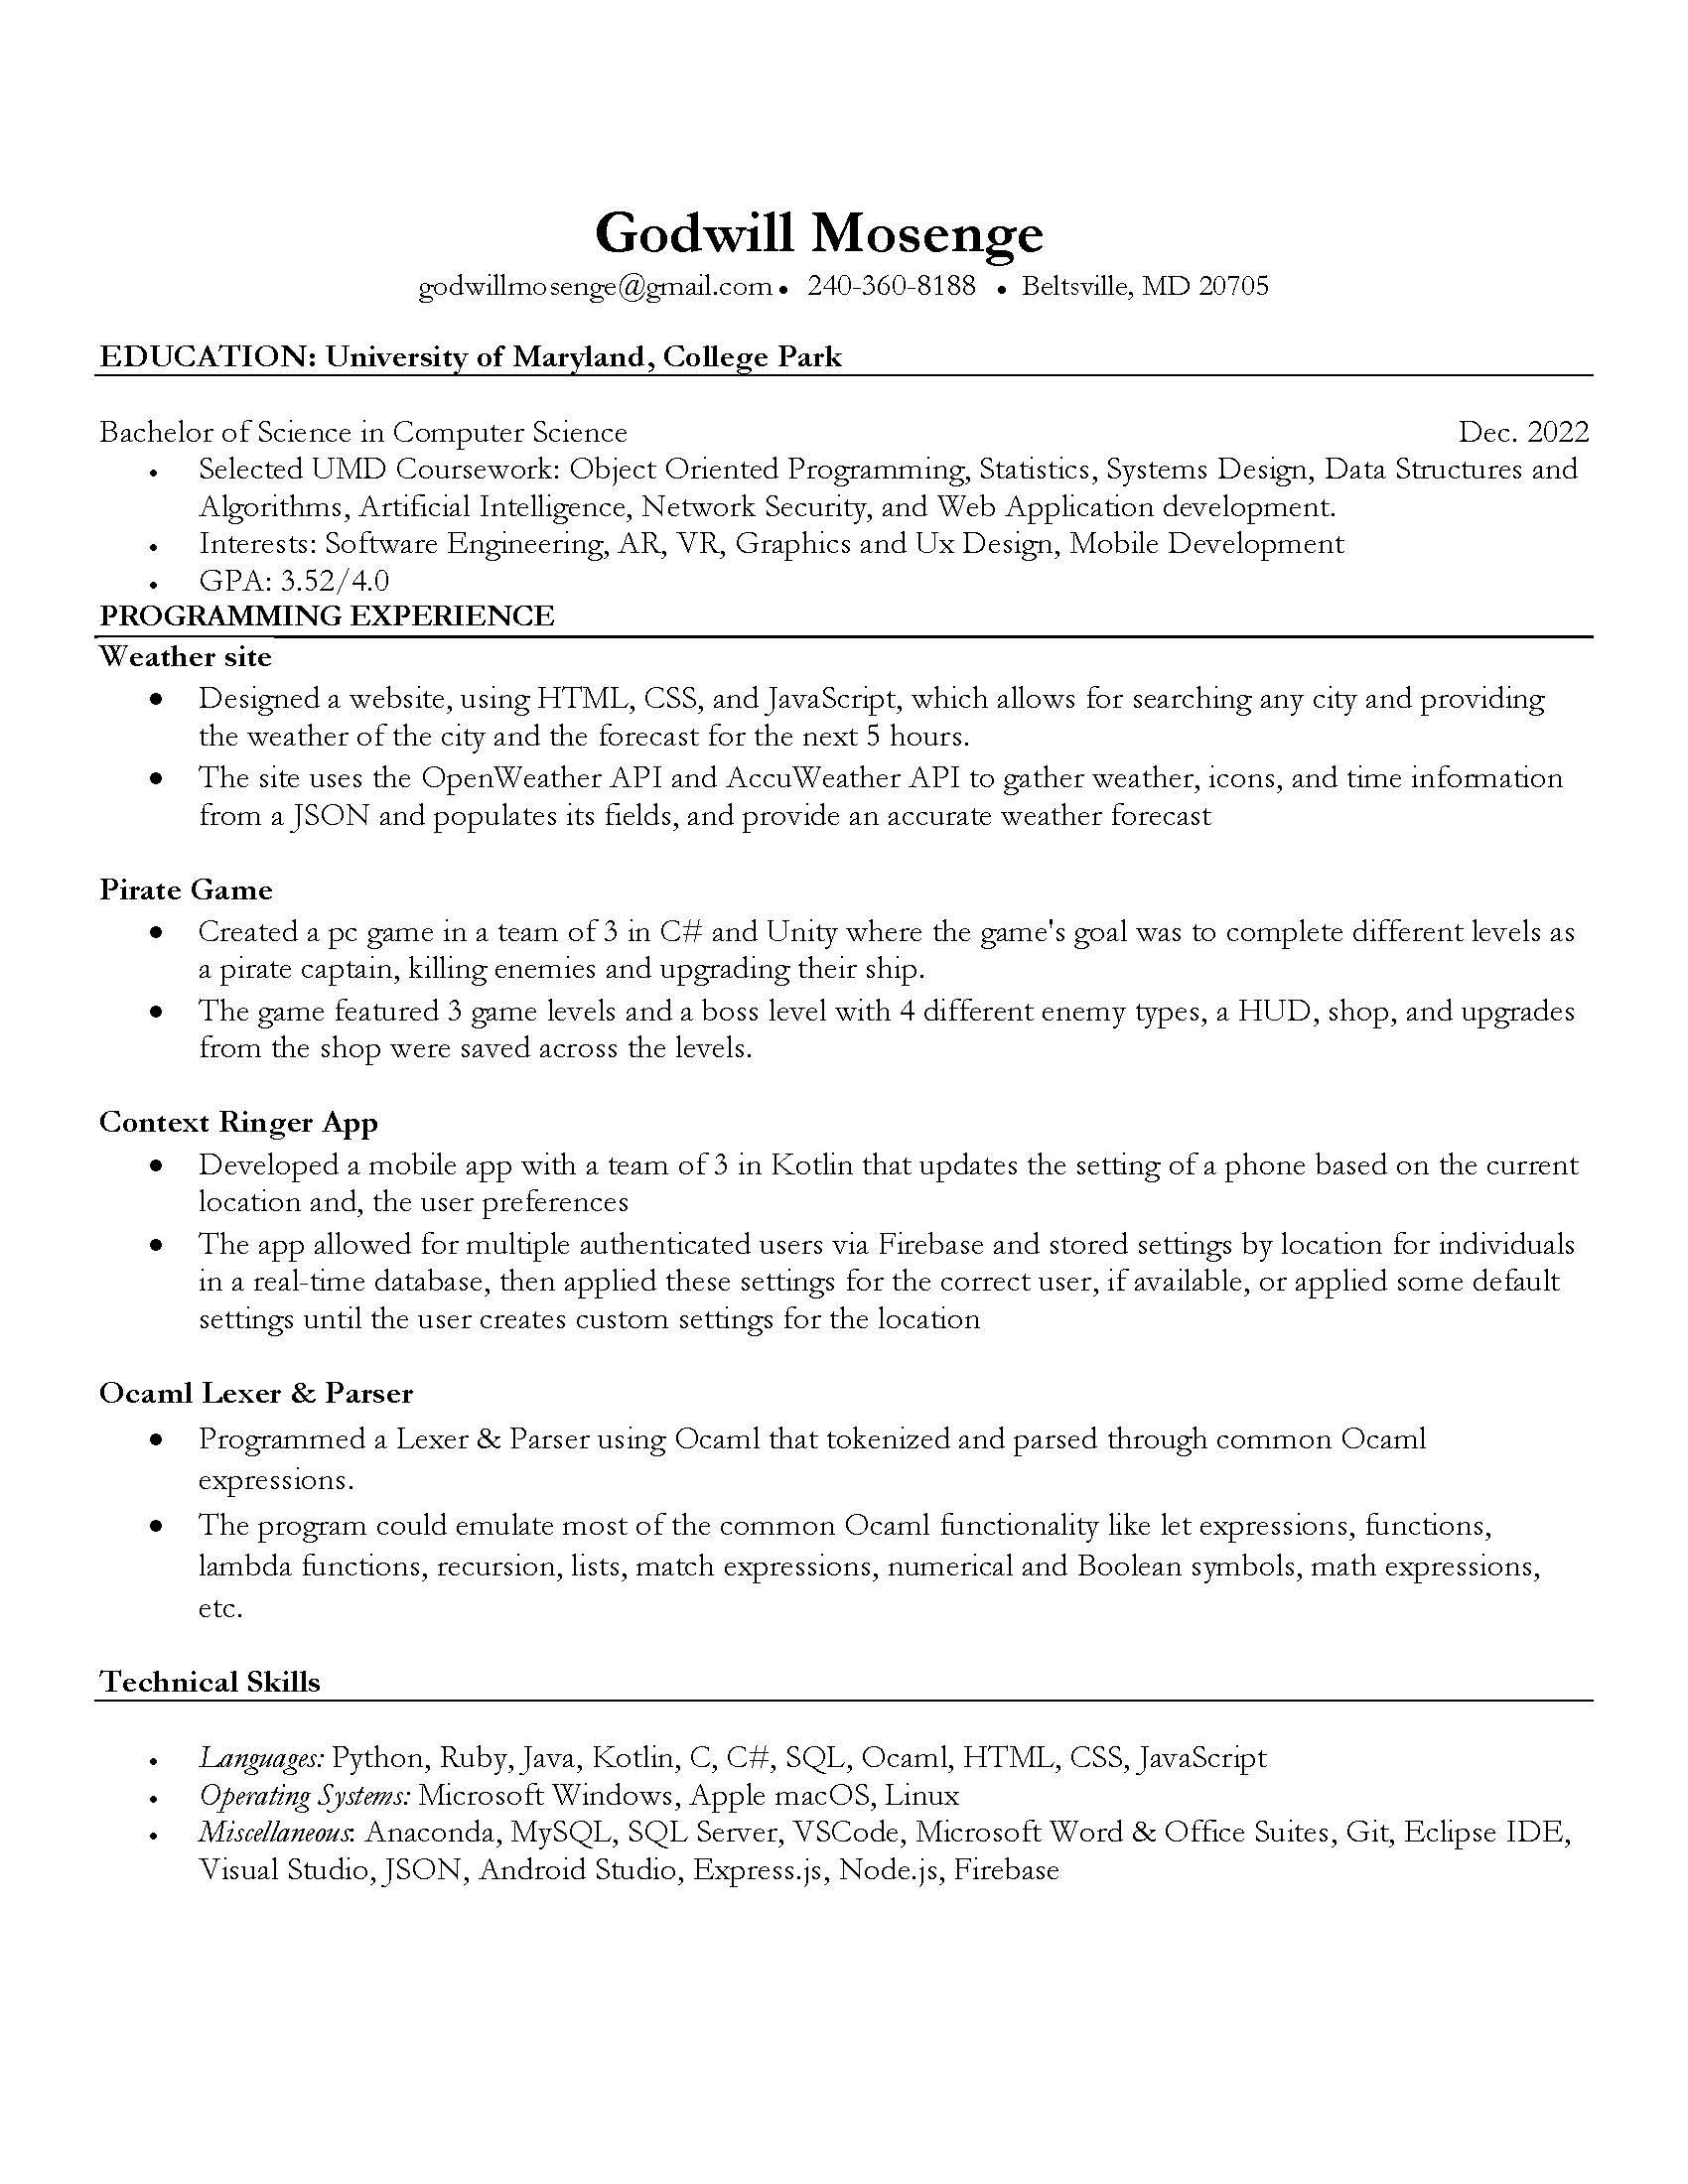 Godwill Mosenge
godwillmosenge@gmail.com • 240-360-8188 • Beltsville, MD 20705
EDUCATION: University of Maryland, College Park
Bachelor of Science in Computer Science Dec. 2022
• Selected UMD Coursework: Object Oriented Programming, Statistics, Systems Design, Data Structures and
Algorithms, Artificial Intelligence, Network Security, and Web Application development.
• Interests: Software Engineering, AR, VR, Graphics and Ux Design, Mobile Development
• GPA: 3.52/4.0
PROGRAMMING EXPERIENCE
Weather site
• Designed a website, using HTML, CSS, and JavaScript, which allows for searching any city and providing
the weather of the city and the forecast for the next 5 hours.
• The site uses the OpenWeather API and AccuWeather API to gather weather, icons, and time information
from a JSON and populates its fields, and provide an accurate weather forecast
Pirate Game
• Created a pc game in a team of 3 in C# and Unity where the game's goal was to complete different levels as
a pirate captain, killing enemies and upgrading their ship.
• The game featured 3 game levels and a boss level with 4 different enemy types, a HUD, shop, and upgrades
from the shop were saved across the levels.
Context Ringer App
• Developed a mobile app with a team of 3 in Kotlin that updates the setting of a phone based on the current
location and, the user preferences
• The app allowed for multiple authenticated users via Firebase and stored settings by location for individuals
in a real-time database, then applied these settings for the correct user, if available, or applied some default
settings until the user creates custom settings for the location
Ocaml Lexer & Parser
• Programmed a Lexer & Parser using Ocaml that tokenized and parsed through common Ocaml
expressions.
• The program could emulate most of the common Ocaml functionality like let expressions, functions,
lambda functions, recursion, lists, match expressions, numerical and Boolean symbols, math expressions,
etc.
Technical Skills
• Languages: Python, Ruby, Java, Kotlin, C, C#, SQL, Ocaml, HTML, CSS, JavaScript
• Operating Systems: Microsoft Windows, Apple macOS, Linux
• Miscellaneous: Anaconda, MySQL, SQL Server, VSCode, Microsoft Word & Office Suites, Git, Eclipse IDE,
Visual Studio, JSON, Android Studio, Express.js, Node.js, Firebase